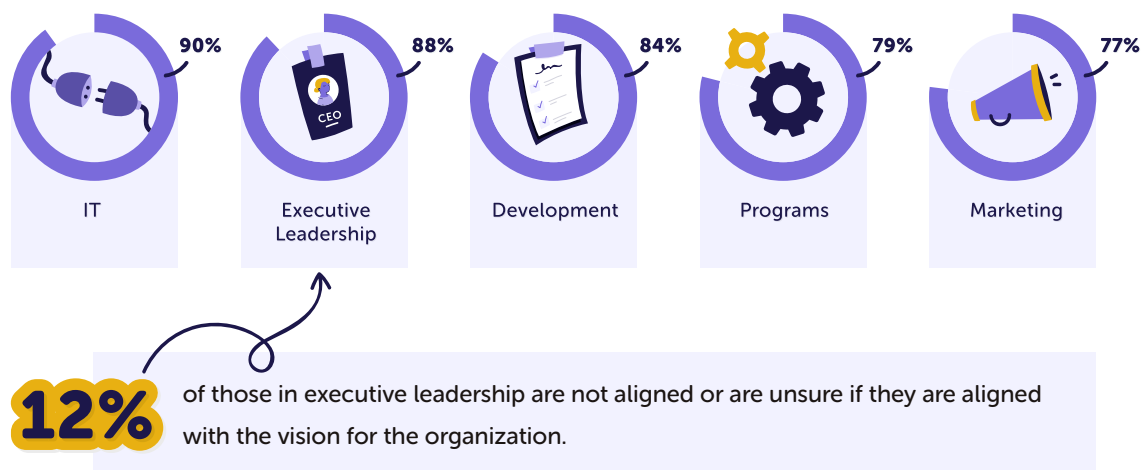 90%
88%
84%
79%
77%
CEO
IT
Executive
Leadership
Development
Programs
Marketing
12%
of those in executive leadership are not aligned or are unsure if they are aligned
with the vision for the organization.